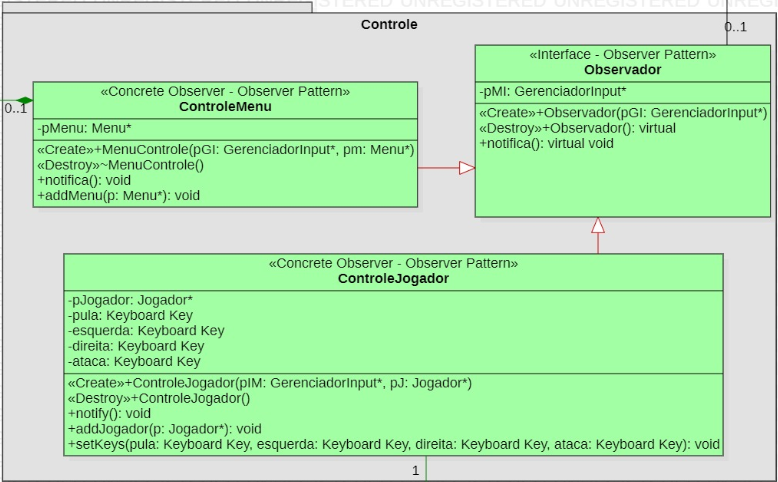 UNREGISTERED UNREGISTERED UNREG
Controle
0..1
«Interface - Observer Pattern»
Observador
-pMI: GerenciadorInput*
«Create»+Observador(pGI: GerenciadorInput*)
«Destroy»+Observador(): virtual
+notifica(): virtual void
0..1
«Concrete Observer - Observer Pattern»
ControleMenu
-pMenu: Menu*
«Create»+MenuControle(pGI: GerenciadorInput*, pm: Menu*)
«Destroy»~MenuControle()
+notifica(): void
+addMenu(p: Menu*): void
«Concrete Observer - Observer Pattern»
ControleJogador
-pJogador: Jogador*
-pula: Keyboard Key
-esquerda: Keyboard Key
-direita: Keyboard Key
-ataca: Keyboard Key
«Create»+ControleJogador(pIM: GerenciadorInput*, pJ: Jogador*)
«Destroy»+ControleJogador()
+notify(): void
+addJogador(p: Jogador*): void
+setKeys(pula: Keyboard Key, esquerda: Keyboard Key, direita: Keyboard Key, ataca: Keyboard Key): void
1